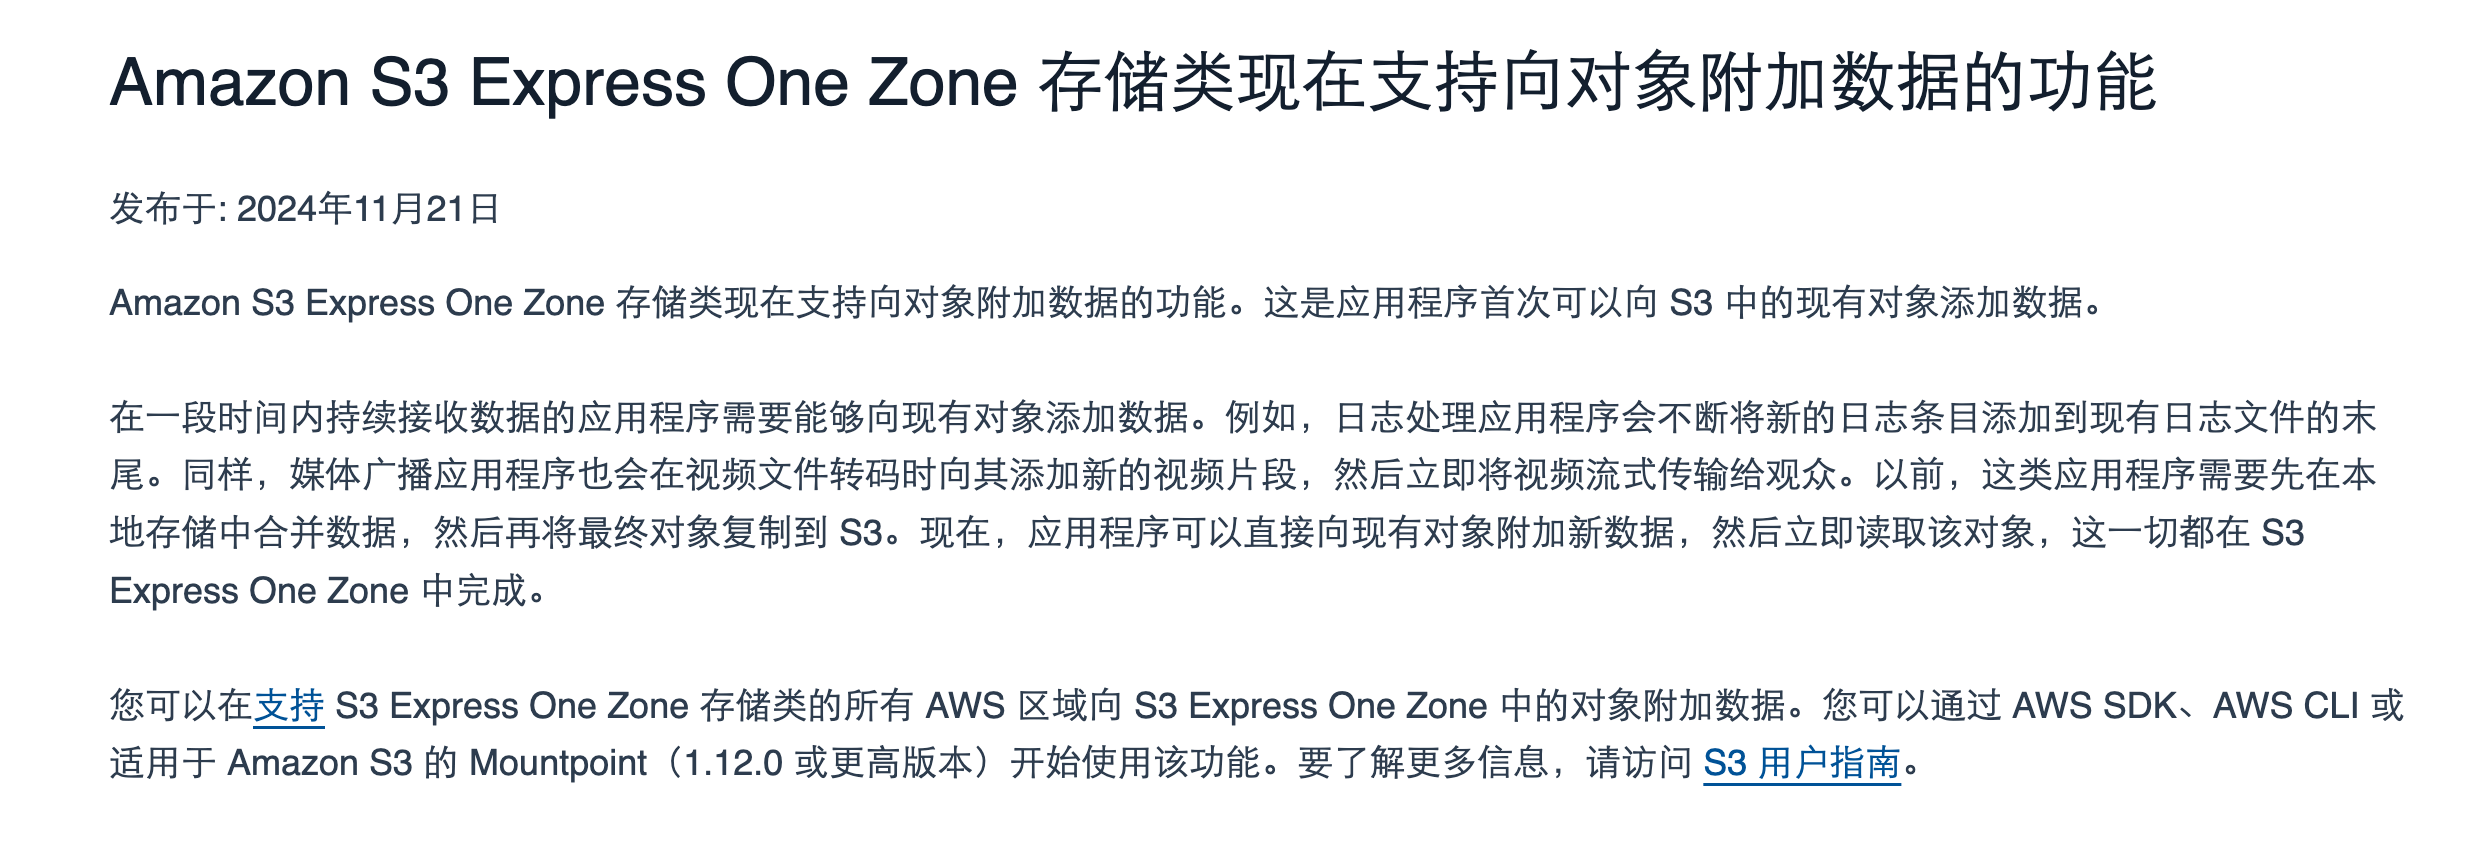 Amazon S3 Express One Zone 存储类现在支持向对象附加数据的功能
发布于: 2024年11月21日
Amazon S3 Express One Zone 存储类现在支持向对象附加数据的功能。这是应用程序首次可以向 S3 中的现有对象添加数据。
在一段时间内持续接收数据的应用程序需要能够向现有对象添加数据。例如，日志处理应用程序会不断将新的日志条目添加到现有日志文件的末
尾。同样，媒体广播应用程序也会在视频文件转码时向其添加新的视频片段，然后立即将视频流式传输给观众。以前，这类应用程序需要先在本
地存储中合并数据，然后再将最终对象复制到 S3。现在，应用程序可以直接向现有对象附加新数据，然后立即读取该对象，这一切都在 S3
Express One Zone 中完成。
您可以在支持 S3 Express One Zone 存储类的所有 AWS 区域向 S3 Express One Zone 中的对象附加数据。您可以通过 AWS SDK、AWS CLI 或
适用于 Amazon S3 的 Mountpoint（1.12.0 或更高版本）开始使用该功能。要了解更多信息，请访问 S3 用户指南。